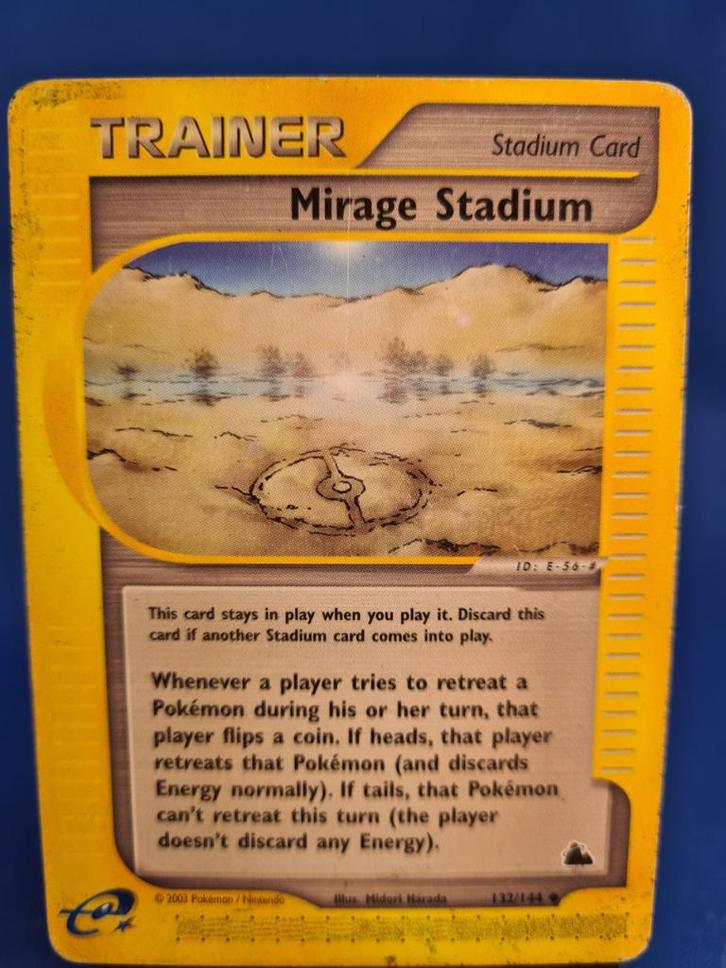 TRAINER
Stadium Card
Mirage Stadium
ID: E-56-#
This card stays in play when you play it. Discard this
card if another Stadium card comes into play.
Whenever a player tries to retreat a
Pokémon during his or her turn, that
player flips a coin. If heads, that player
retreats that Pokémon (and discards
Energy normally). If tails, that Pokémon
can't retreat this turn (the player
doesn't discard any Energy).
© 2003 Pokémon / Nintendo Illus. Midori Harada 132/144
e